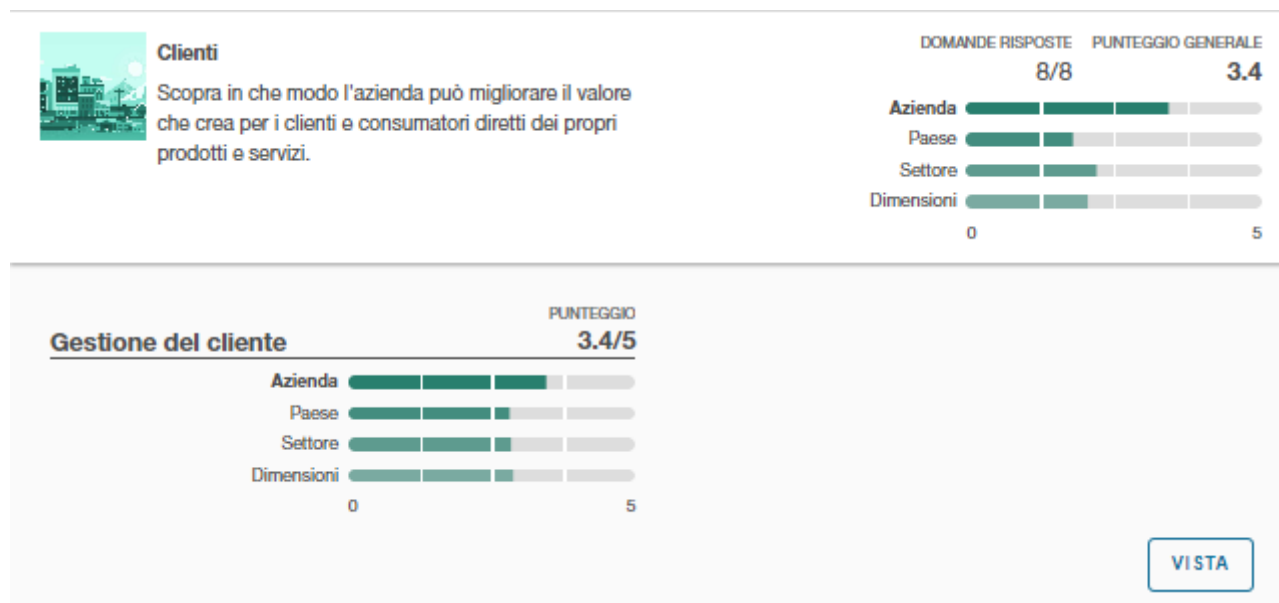 Clienti
Scopra in che modo l'azienda può migliorare il valore
che crea per i clienti e consumatori diretti dei propri
prodotti e servizi.
DOMANDE RISPOSTE PUNTEGGIO GENERALE
8/8 3.4
Azienda
Paese
Settore
Dimensioni
0 5
PUNTEGGIO
Gestione del cliente 3.4/5
Azienda
Paese
Settore
Dimensioni
0 5
VISTA